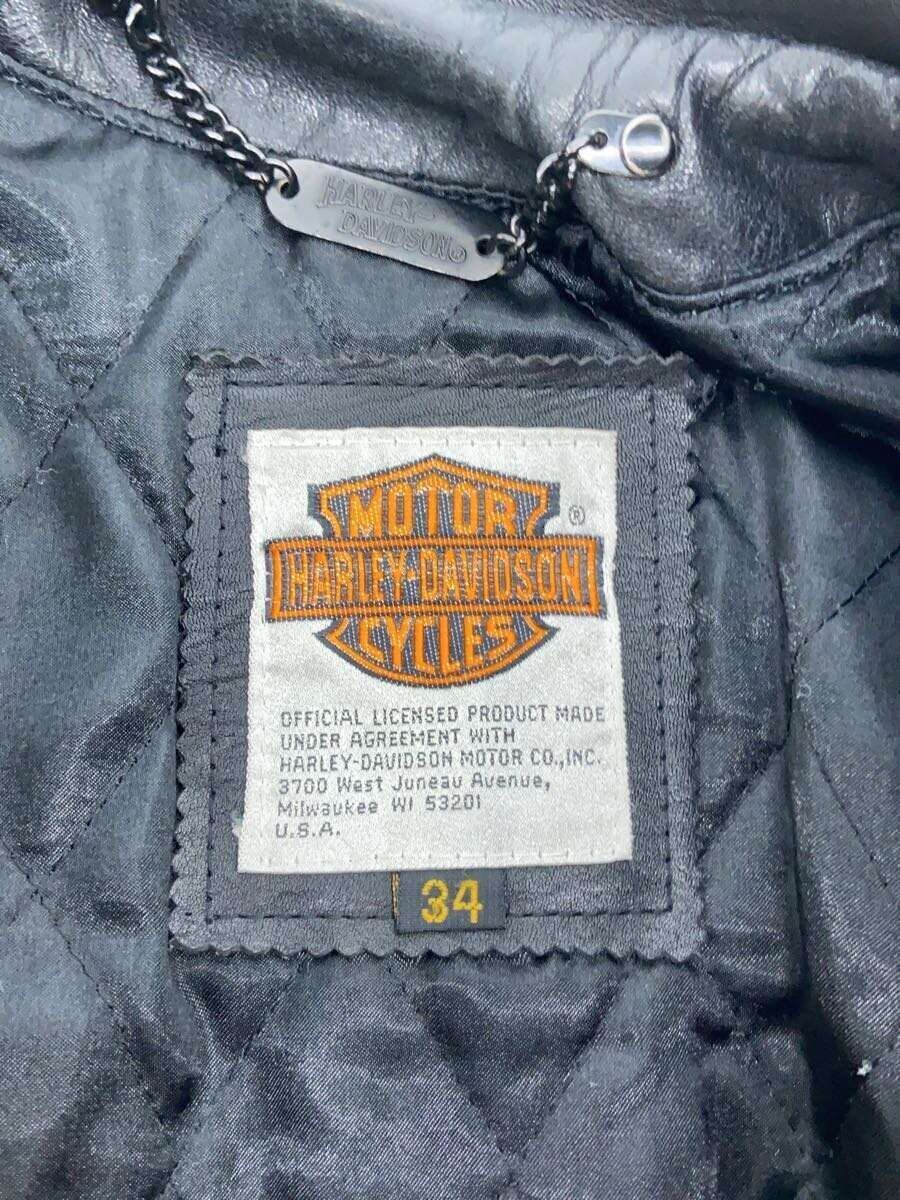 HARLEY-
DAVIDSON®
MOTOR
®
HARLEY-DAVIDSON
CYCLES
OFFICIAL LICENSED PRODUCT MADE
UNDER AGREEMENT WITH
HARLEY-DAVIDSON MOTOR CO.,INC.
3700 West Juneau Avenue,
Milwaukee WI 53201
U.S.A.
34